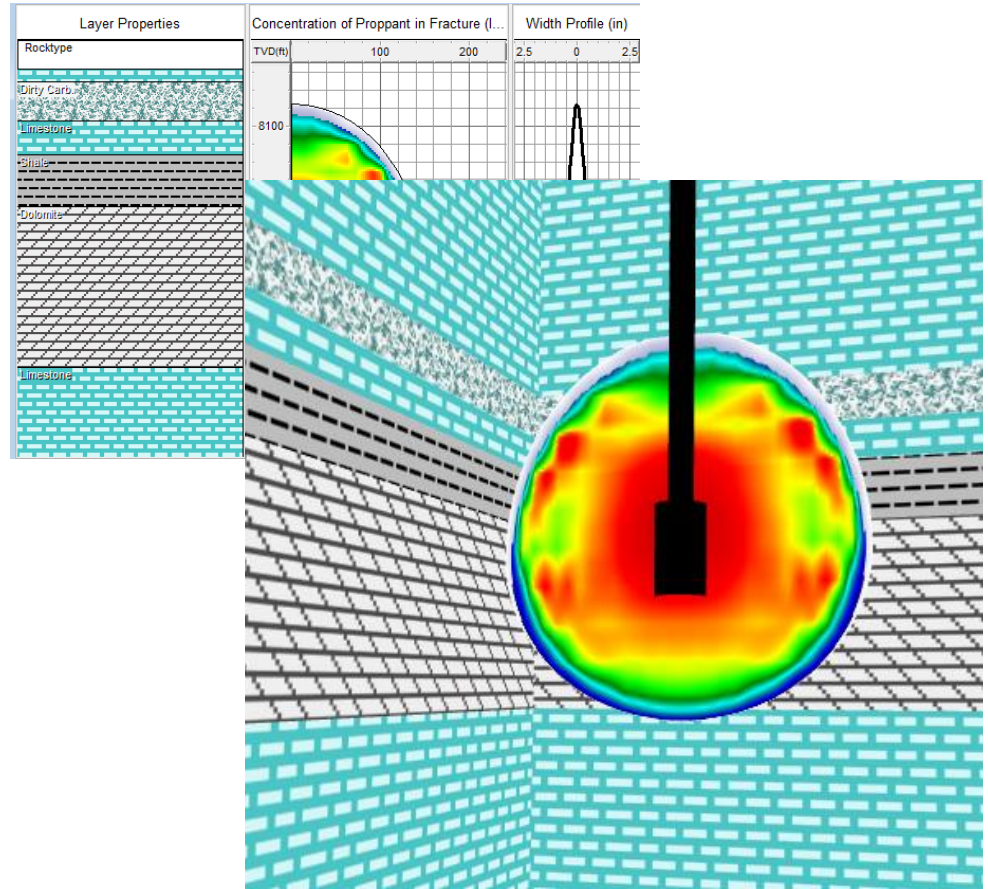 Layer Properties
Concentration of Proppant in Fracture (l...
Width Profile (in)
Rocktype
TVD(ft)
100
200
2.5
0
2.5
Dirty Carb.
8100
Limestone
Shale
Dolomite
Limestone